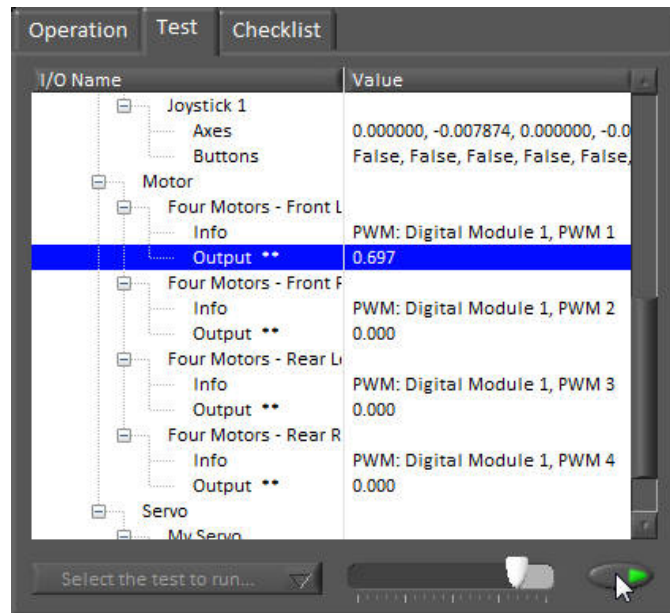 Operation Test Checklist
I/O Name Value
Joystick 1
Axes 0.000000, -0.007874, 0.000000, -0.0
Buttons False, False, False, False, False,
Motor
Four Motors - Front L
Info PWM: Digital Module 1, PWM 1
Output ** 0.697
Four Motors - Front R
Info PWM: Digital Module 1, PWM 2
Output ** 0.000
Four Motors - Rear Le
Info PWM: Digital Module 1, PWM 3
Output ** 0.000
Four Motors - Rear R
Info PWM: Digital Module 1, PWM 4
Output ** 0.000
Servo
My Servo
Select the test to run...